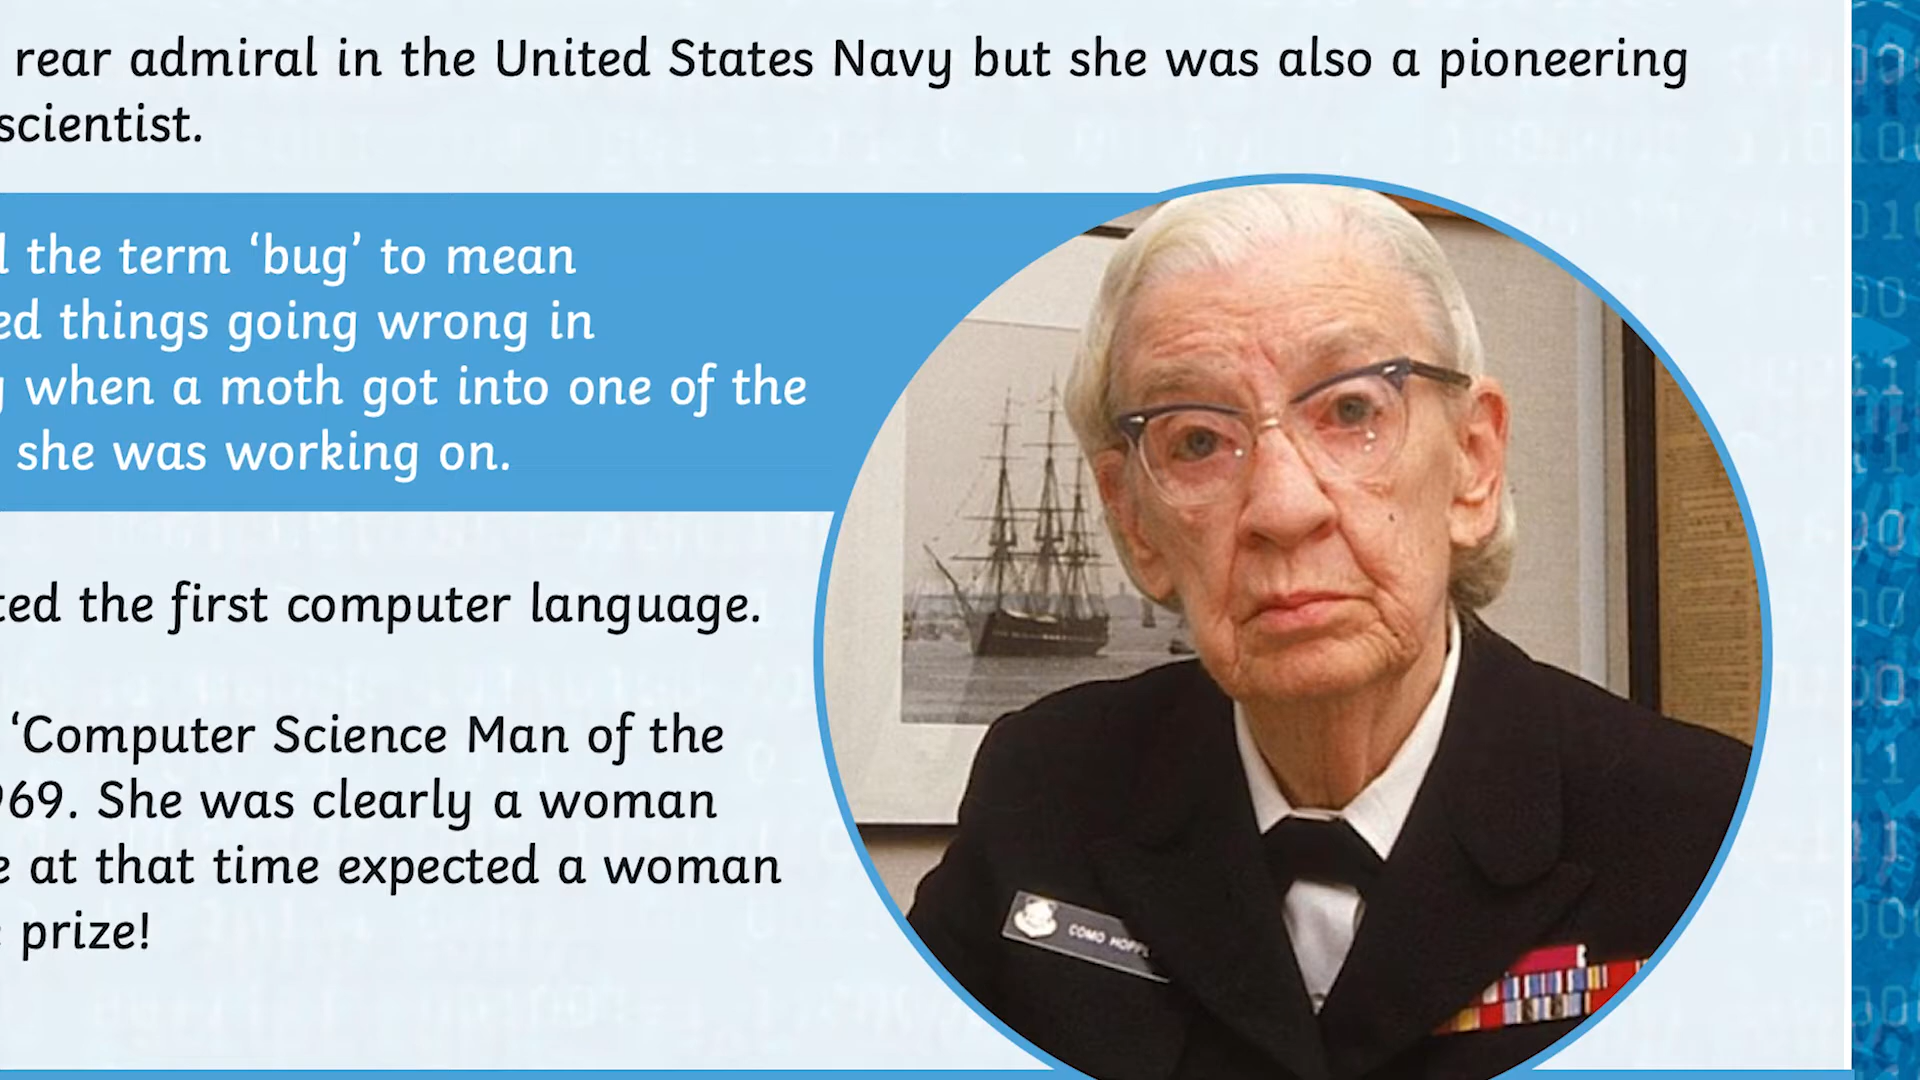 rear admiral in the United States Navy but she was also a pioneering
scientist.
the term ‘bug’ to mean
things going wrong in
when a moth got into one of the
she was working on.
the first computer language.
‘Computer Science Man of the
969. She was clearly a woman
at that time expected a woman
prize!
COMO HOPPE